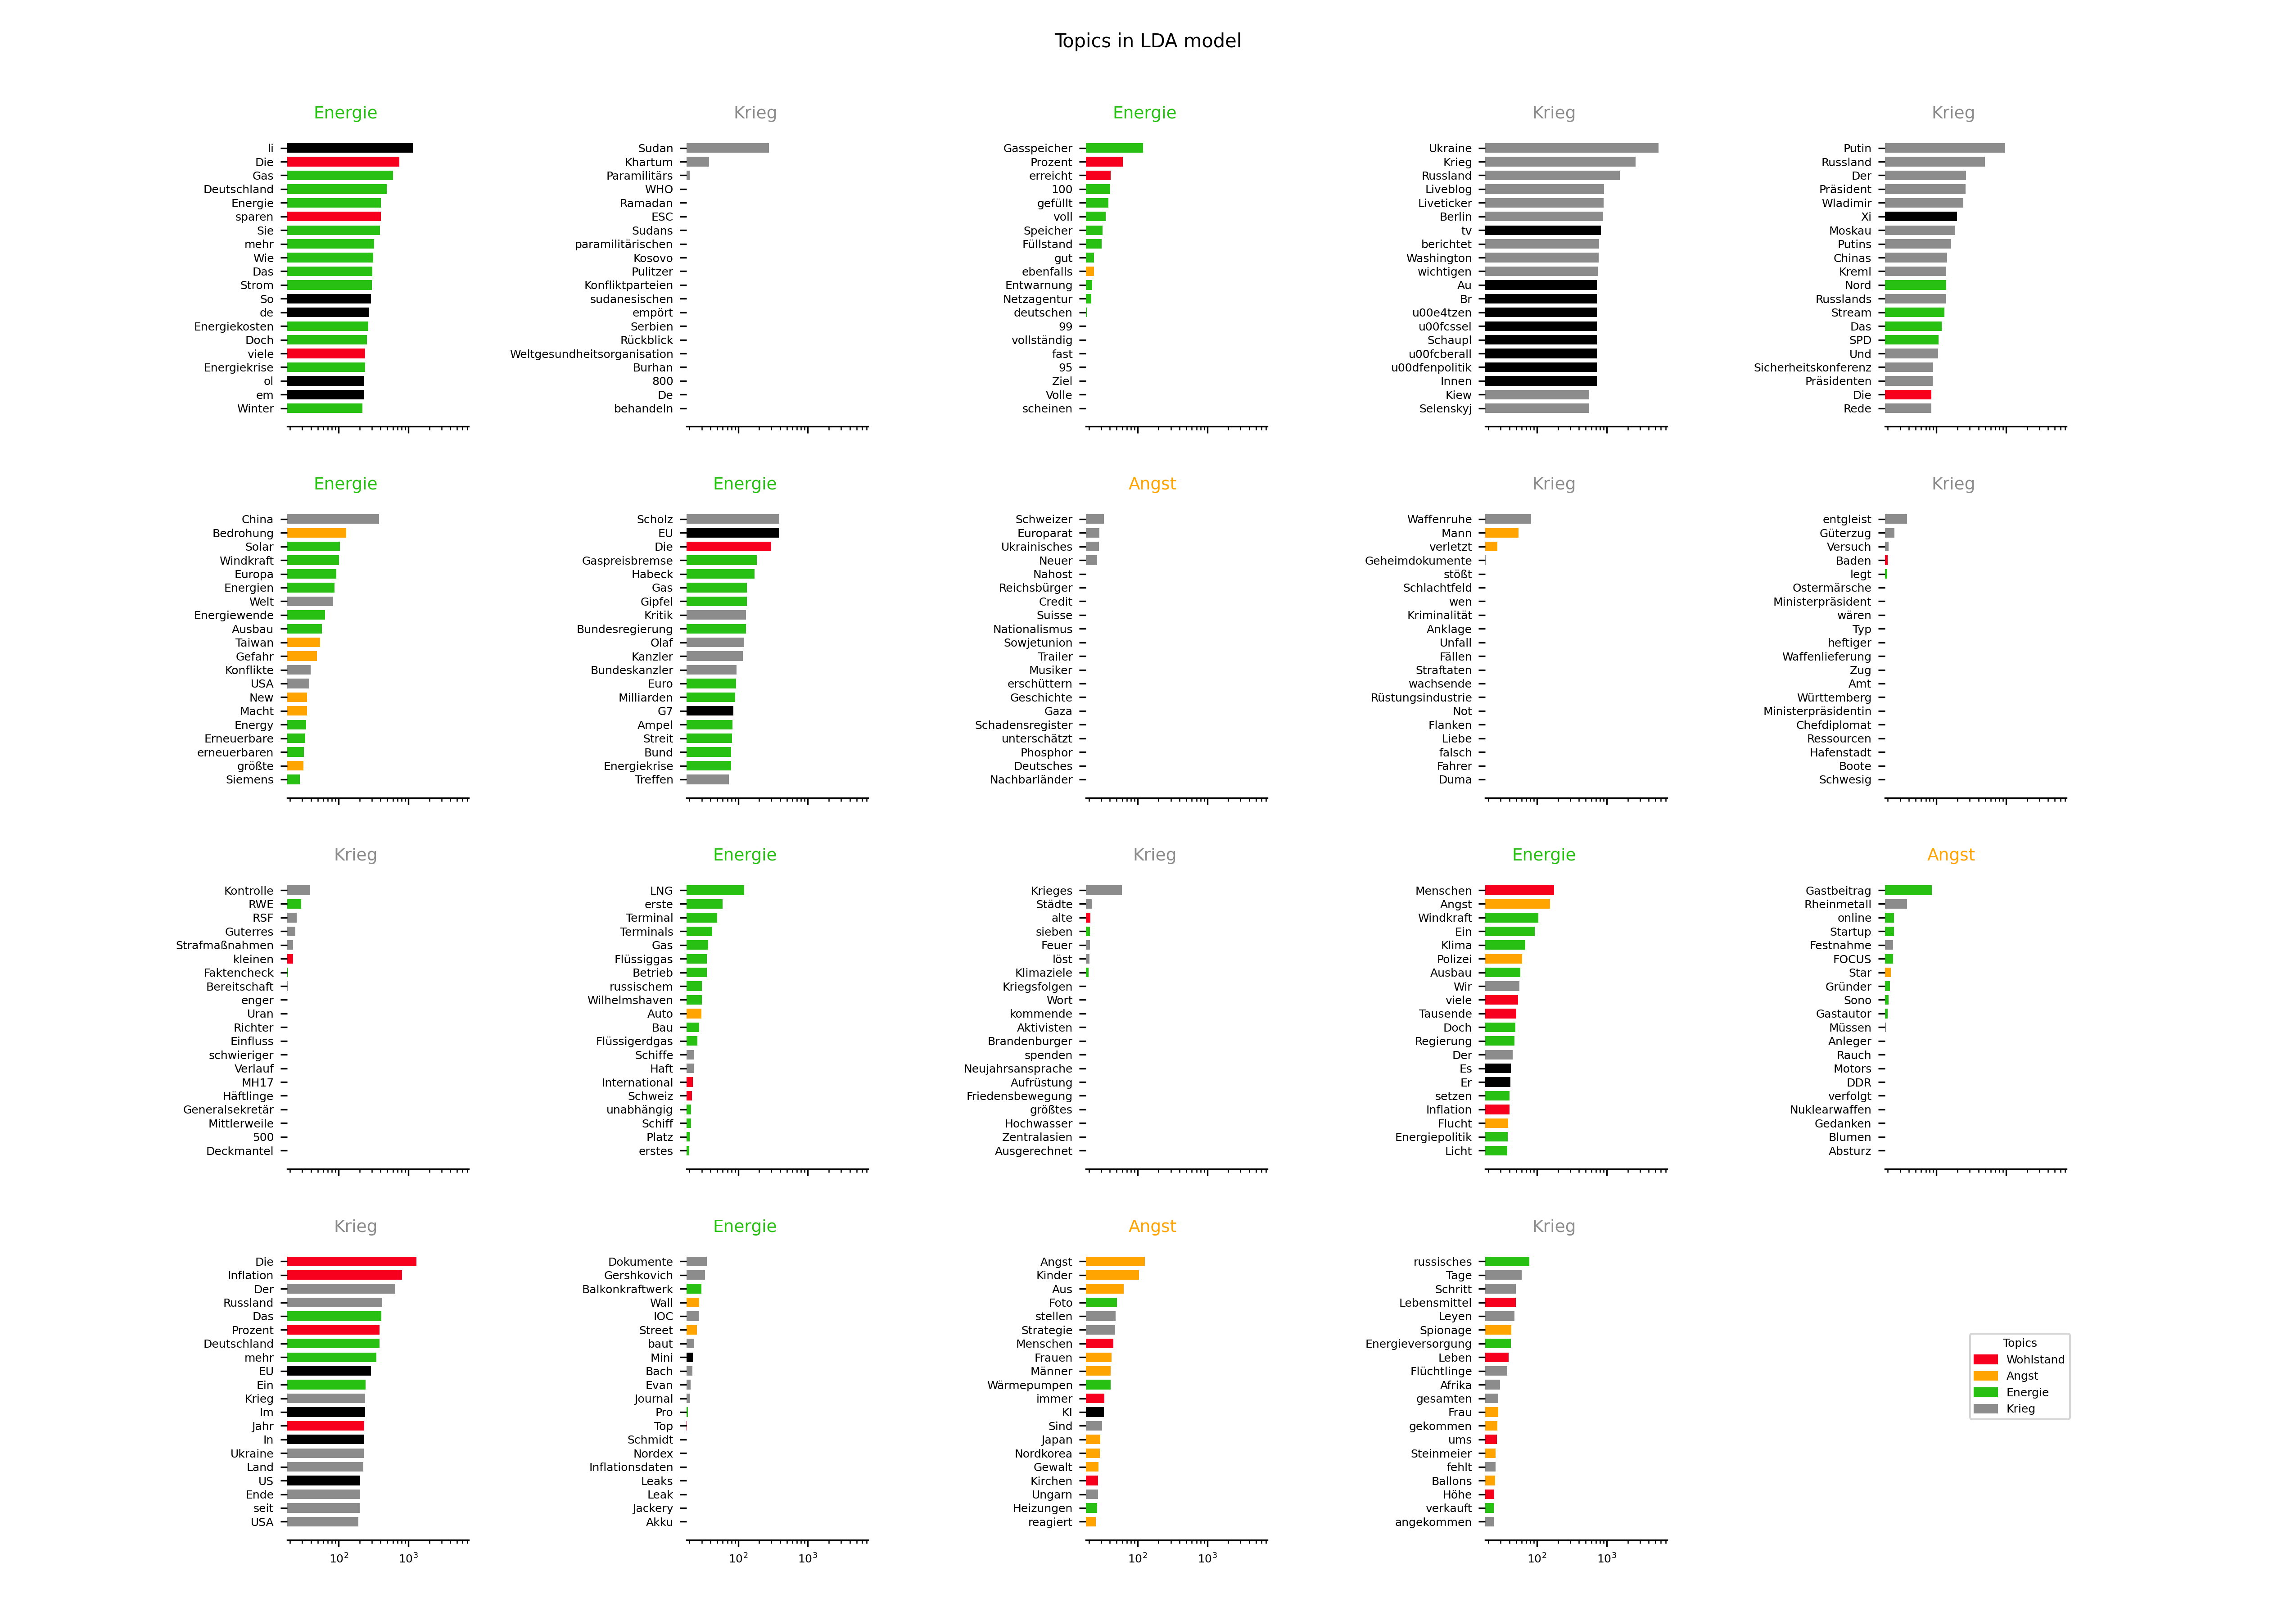 Topics in LDA model
Energie
li
Die
Gas
Deutschland
Energie
sparen
Sie
mehr
Wie
Das
Strom
So
de
Energiekosten
Doch
viele
Energiekrise
ol
em
Winter
Krieg
Sudan
Khartum
Paramilitärs
WHO
Ramadan
ESC
Sudans
paramilitärischen
Kosovo
Pulitzer
Konfliktparteien
sudanesischen
empört
Serbien
Rückblick
Weltgesundheitsorganisation
Burhan
800
De
behandeln
Energie
Gasspeicher
Prozent
erreicht
100
gefüllt
voll
Speicher
Füllstand
gut
ebenfalls
Entwarnung
Netzagentur
deutschen
99
vollständig
fast
95
Ziel
Volle
scheinen
Krieg
Ukraine
Krieg
Russland
Liveblog
Liveticker
Berlin
tv
berichtet
Washington
wichtigen
Au
Br
u00e4tzen
u00fcssel
Schaupl
u00fcberall
u00dfenpolitik
Innen
Kiew
Selenskyj
Krieg
Putin
Russland
Der
Präsident
Wladimir
Xi
Moskau
Putins
Chinas
Kreml
Nord
Russlands
Stream
Das
SPD
Und
Sicherheitskonferenz
Präsidenten
Die
Rede
Energie
China
Bedrohung
Solar
Windkraft
Europa
Energien
Welt
Energiewende
Ausbau
Taiwan
Gefahr
Konflikte
USA
New
Macht
Energy
Erneuerbare
erneuerbaren
größte
Siemens
Energie
Scholz
EU
Die
Gaspreisbremse
Habeck
Gas
Gipfel
Kritik
Bundesregierung
Olaf
Kanzler
Bundeskanzler
Euro
Milliarden
G7
Ampel
Streit
Bund
Energiekrise
Treffen
Angst
Schweizer
Europarat
Ukrainisches
Neuer
Nahost
Reichsbürger
Credit
Suisse
Nationalismus
Sowjetunion
Trailer
Musiker
erschüttern
Geschichte
Gaza
Schadensregister
unterschätzt
Phosphor
Deutsches
Nachbarländer
Krieg
Waffenruhe
Mann
verletzt
Geheimdokumente
stößt
Schlachtfeld
wen
Kriminalität
Anklage
Unfall
Fällen
Straftaten
wachsende
Rüstungsindustrie
Not
Flanken
Liebe
falsch
Fahrer
Duma
Krieg
entgleist
Güterzug
Versuch
Baden
legt
Ostermärsche
Ministerpräsident
wären
Typ
heftiger
Waffenlieferung
Zug
Amt
Württemberg
Ministerpräsidentin
Chefdiplomat
Ressourcen
Hafenstadt
Boote
Schwesig
Krieg
Kontrolle
RWE
RSF
Guterres
Strafmaßnahmen
kleinen
Faktencheck
Bereitschaft
enger
Uran
Richter
Einfluss
schwieriger
Verlauf
MH17
Häftlinge
Generalsekretär
Mittlerweile
500
Deckmantel
Energie
LNG
erste
Terminal
Terminals
Gas
Flüssiggas
Betrieb
russischem
Wilhelmshaven
Auto
Bau
Flüssigerdgas
Schiffe
Haft
International
Schweiz
unabhängig
Schiff
Platz
erstes
Krieg
Krieges
Städte
alte
sieben
Feuer
löst
Klimaziele
Kriegsfolgen
Wort
kommende
Aktivisten
Brandenburger
spenden
Neujahrsansprache
Aufrüstung
Friedensbewegung
größtes
Hochwasser
Zentralasien
Ausgerechnet
Energie
Menschen
Angst
Windkraft
Ein
Klima
Polizei
Ausbau
Wir
viele
Tausende
Doch
Regierung
Der
Es
Er
setzen
Inflation
Flucht
Energiepolitik
Licht
Angst
Gastbeitrag
Rheinmetall
online
Startup
Festnahme
FOCUS
Star
Gründer
Sono
Gastautor
Müssen
Anleger
Rauch
Motors
DDR
verfolgt
Nuklearwaffen
Gedanken
Blumen
Absturz
Krieg
Die
Inflation
Der
Russland
Das
Prozent
Deutschland
mehr
EU
Ein
Krieg
Im
Jahr
In
Ukraine
Land
US
Ende
seit
USA
10² 10³
Energie
Dokumente
Gershkovich
Balkonkraftwerk
Wall
IOC
Street
baut
Mini
Bach
Evan
Journal
Pro
Top
Schmidt
Nordex
Inflationsdaten
Leaks
Leak
Jackery
Akku
10² 10³
Angst
Angst
Kinder
Aus
Foto
stellen
Strategie
Menschen
Frauen
Männer
Wärmepumpen
immer
KI
Sind
Japan
Nordkorea
Gewalt
Kirchen
Ungarn
Heizungen
reagiert
10² 10³
Krieg
russisches
Tage
Schritt
Lebensmittel
Leyen
Spionage
Energieversorgung
Leben
Flüchtlinge
Afrika
gesamten
Frau
gekommen
ums
Steinmeier
fehlt
Ballons
Höhe
verkauft
angekommen
10² 10³
Topics
Wohlstand
Angst
Energie
Krieg